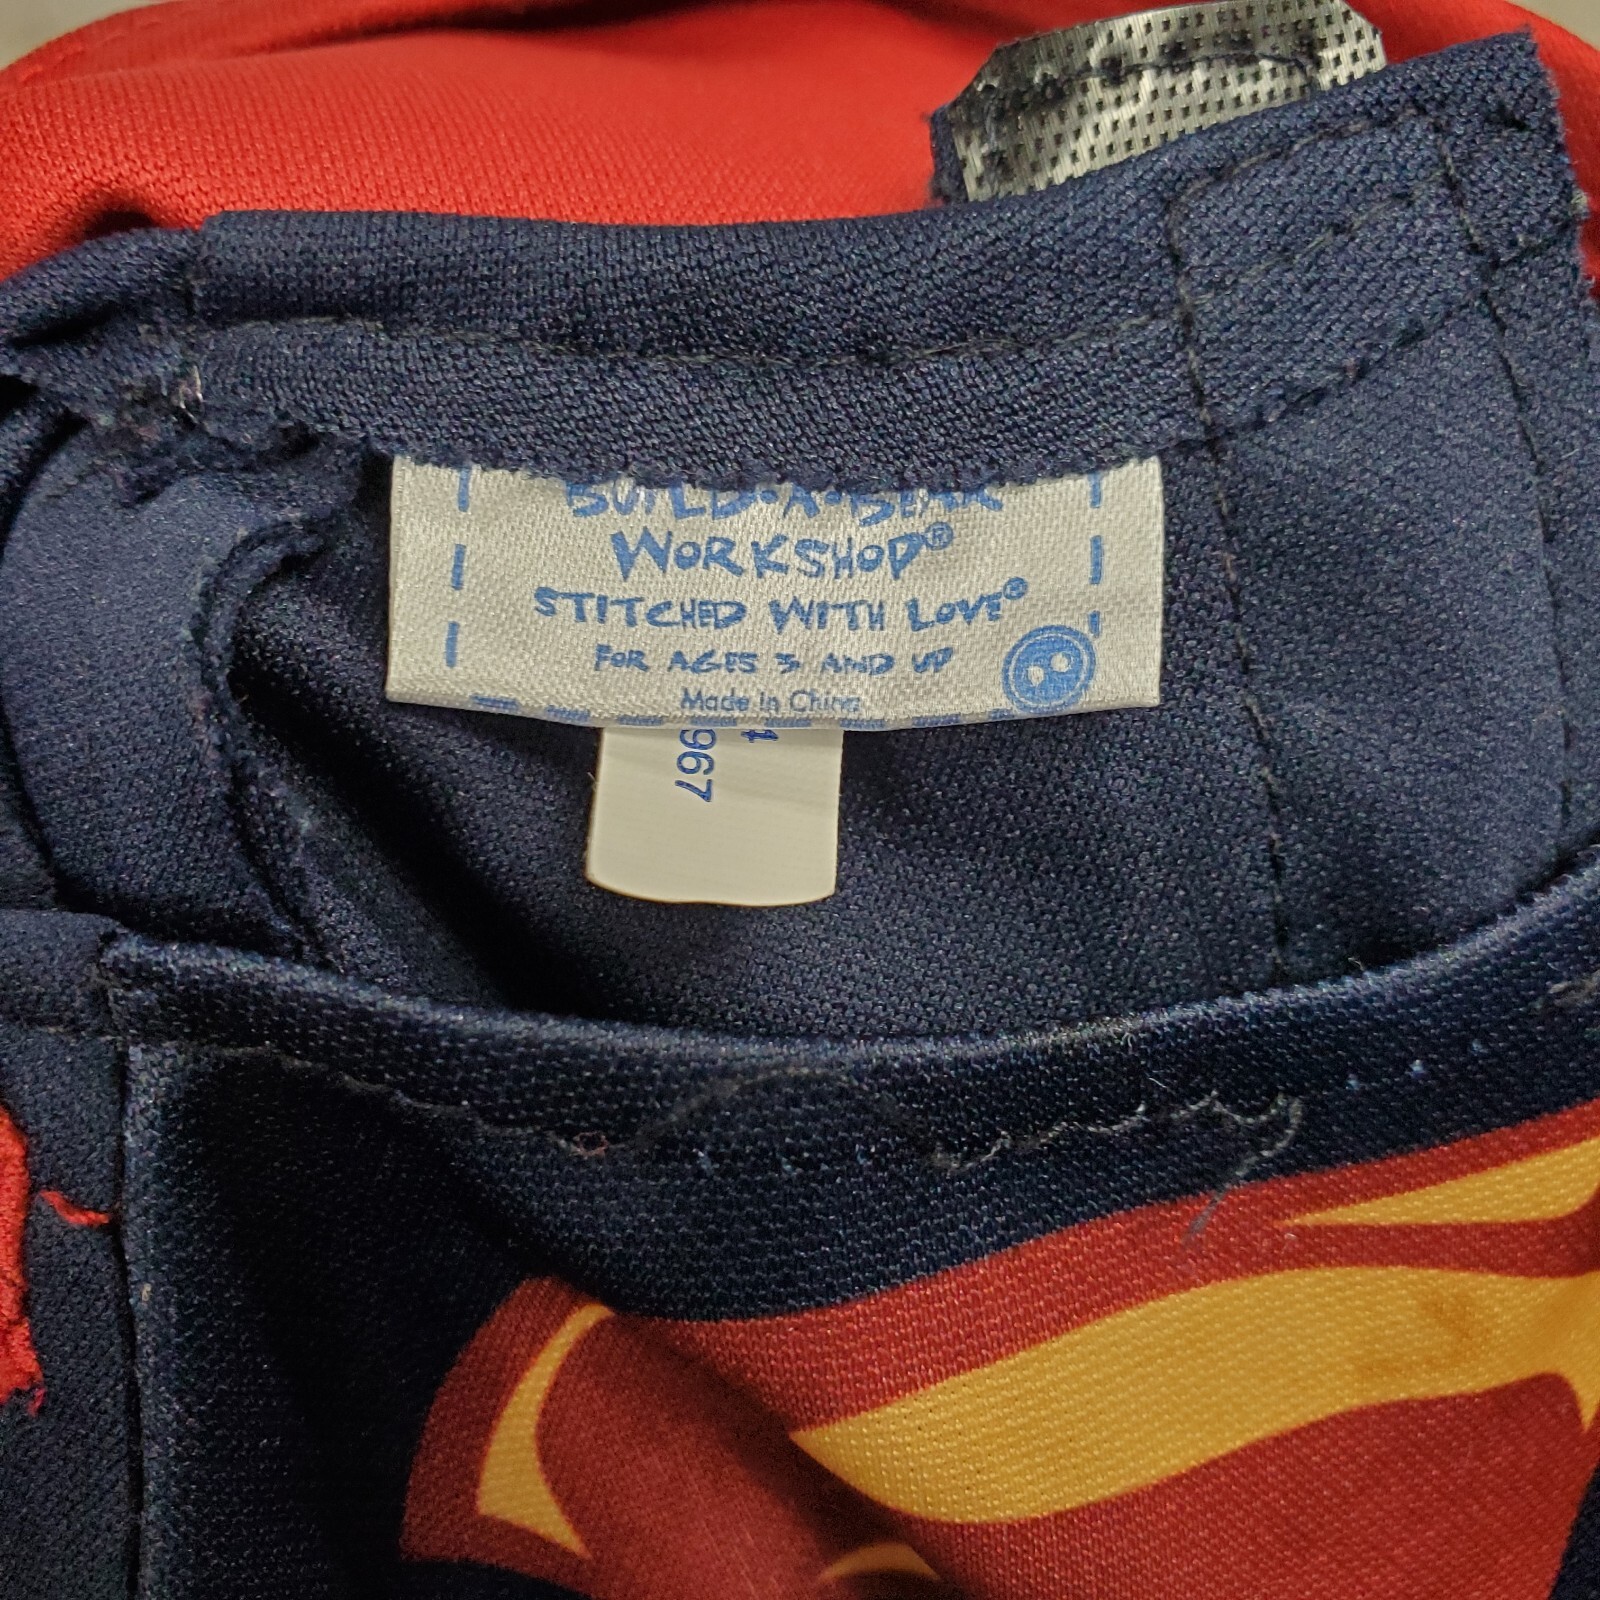 BUILD-A-BEAR
WORKSHOP®
STITCHED WITH LOVE®
FOR AGES 3 AND UP
Made In China
967